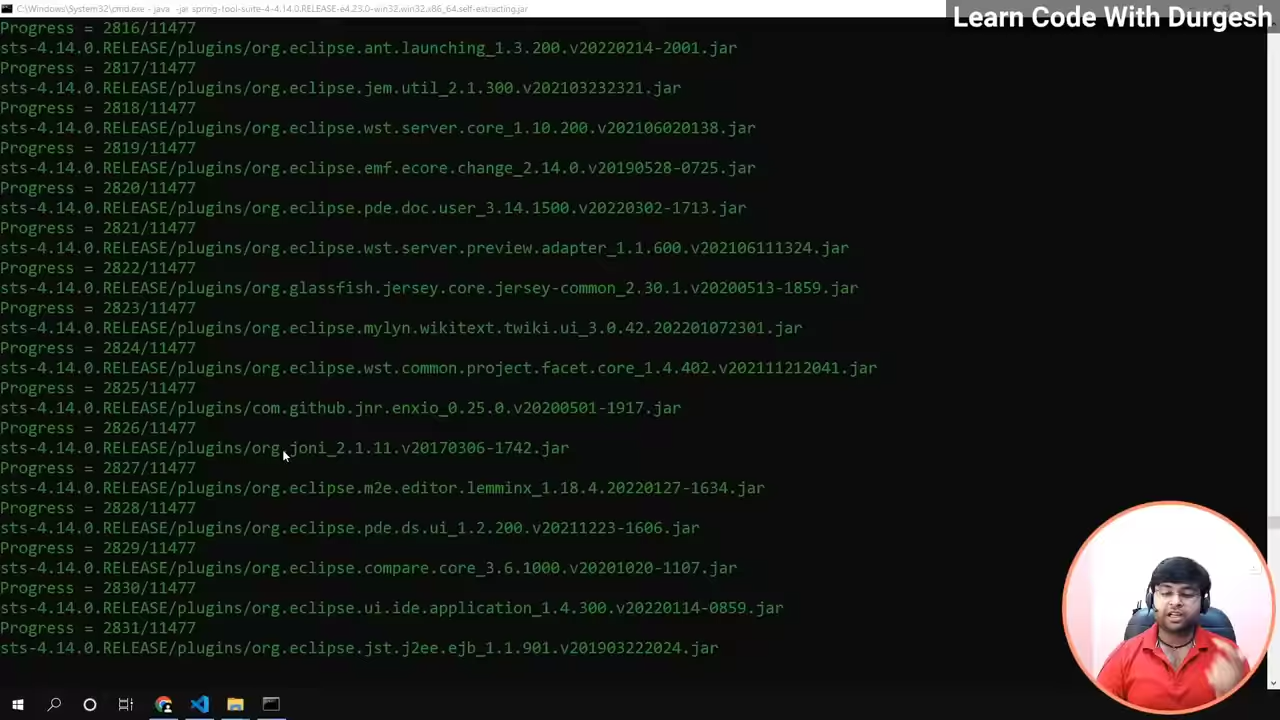 C:\Windows\System32\cmd.exe - java -jar spring-tool-suite-4-4.14.0.RELEASE-e4.23.0-win32.win32.x86_64.self-extracting.jar
Learn Code With Durgesh
Progress = 2816/11477
sts-4.14.0.RELEASE/plugins/org.eclipse.ant.launching_1.3.200.v20220214-2001.jar
Progress = 2817/11477
sts-4.14.0.RELEASE/plugins/org.eclipse.jem.util_2.1.300.v202103232321.jar
Progress = 2818/11477
sts-4.14.0.RELEASE/plugins/org.eclipse.wst.server.core_1.10.200.v202106020138.jar
Progress = 2819/11477
sts-4.14.0.RELEASE/plugins/org.eclipse.emf.ecore.change_2.14.0.v20190528-0725.jar
Progress = 2820/11477
sts-4.14.0.RELEASE/plugins/org.eclipse.pde.doc.user_3.14.1500.v20220302-1713.jar
Progress = 2821/11477
sts-4.14.0.RELEASE/plugins/org.eclipse.wst.server.preview.adapter_1.1.600.v202106111324.jar
Progress = 2822/11477
sts-4.14.0.RELEASE/plugins/org.glassfish.jersey.core.jersey-common_2.30.1.v20200513-1859.jar
Progress = 2823/11477
sts-4.14.0.RELEASE/plugins/org.eclipse.mylyn.wikitext.twiki.ui_3.0.42.202201072301.jar
Progress = 2824/11477
sts-4.14.0.RELEASE/plugins/org.eclipse.wst.common.project.facet.core_1.4.402.v202111212041.jar
Progress = 2825/11477
sts-4.14.0.RELEASE/plugins/com.github.jnr.enxio_0.25.0.v20200501-1917.jar
Progress = 2826/11477
sts-4.14.0.RELEASE/plugins/org.joni_2.1.11.v20170306-1742.jar
Progress = 2827/11477
sts-4.14.0.RELEASE/plugins/org.eclipse.m2e.editor.lemminx_1.18.4.20220127-1634.jar
Progress = 2828/11477
sts-4.14.0.RELEASE/plugins/org.eclipse.pde.ds.ui_1.2.200.v20211223-1606.jar
Progress = 2829/11477
sts-4.14.0.RELEASE/plugins/org.eclipse.compare.core_3.6.1000.v20201020-1107.jar
Progress = 2830/11477
sts-4.14.0.RELEASE/plugins/org.eclipse.ui.ide.application_1.4.300.v20220114-0859.jar
Progress = 2831/11477
sts-4.14.0.RELEASE/plugins/org.eclipse.jst.j2ee.ejb_1.1.901.v201903222024.jar